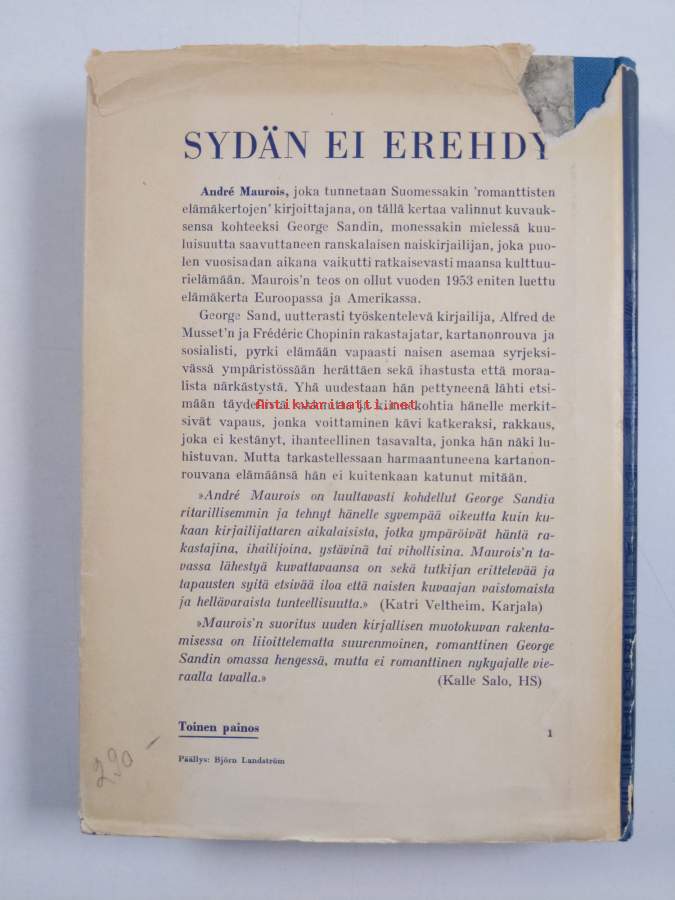 SYDÄN EI EREHDY
André Maurois, joka tunnetaan Suomessakin 'romanttisten
elämäkertojen' kirjoittajana, on tällä kertaa valinnut kuvauk-
sensa kohteeksi George Sandin, monessakin mielessä kuu-
luisuutta saavuttaneen ranskalaisen naiskirjailijan, joka puo-
len vuosisadan aikana vaikutti ratkaisevasti maansa kulttuu-
rielämään. Maurois'n teos on ollut vuoden 1953 eniten luettu
elämäkerta Euroopassa ja Amerikassa.
George Sand, uutterasti työskentelevä kirjailija, Alfred de
Musset'n ja Frédéric Chopinin rakastajatar, kartanonrouva ja
sosialisti, pyrki elämään vapaasti naisen asemaa syrjeksi-
vässä ympäristössään herättäen sekä ihastusta että moraa-
lista närkästystä. Yhä uudestaan hän pettyneenä lähti etsi-
mään täydellistä rakkautta ja kiinnekohtia hänelle merkit-
Antikvariaatti.net
sivät vapaus, jonka voittaminen kävi katkeraksi, rakkaus,
joka ei kestänyt, ihanteellinen tasavalta, jonka hän näki lu-
histuvan. Mutta tarkastellessaan harmaantuneena kartanon-
rouvana elämäänsä hän ei kuitenkaan katunut mitään.
»André Maurois on luultavasti kohdellut George Sandia
ritarillisemmin ja tehnyt hänelle syvempää oikeutta kuin ku-
kaan kirjailijattaren aikalaisista, jotka ympäröivät häntä ra-
kastajina, ihailijoina, ystävinä tai vihollisina. Maurois'n ta-
vassa lähestyä kuvattavaansa on sekä tutkijan erittelevää ja
tapausten syitä etsivää iloa että naisten kuvaajan vaistomaista
ja hellävaraista tunteellisuutta.» (Katri Veltheim, Karjala)
»Maurois'n suoritus uuden kirjallisen muotokuvan rakenta-
misessa on liioittelematta suurenmoinen, romanttinen George
Sandin omassa hengessä, mutta ei romanttinen nykyajalle vie-
raalla tavalla.» (Kalle Salo, HS)
Toinen painos 1
Päällys: Björn Landström
290 –